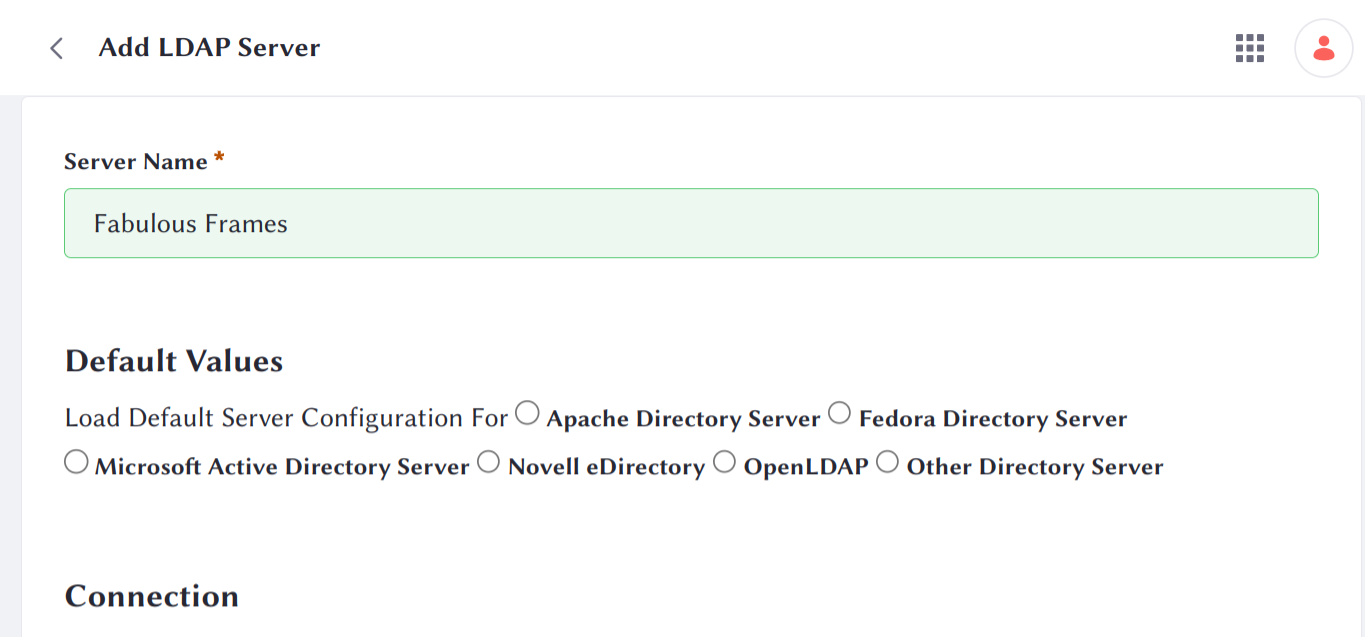 Add LDAP Server
Server Name *
Fabulous Frames
Default Values
Load Default Server Configuration For Apache Directory Server Fedora Directory Server
Microsoft Active Directory Server Novell eDirectory OpenLDAP Other Directory Server
Connection